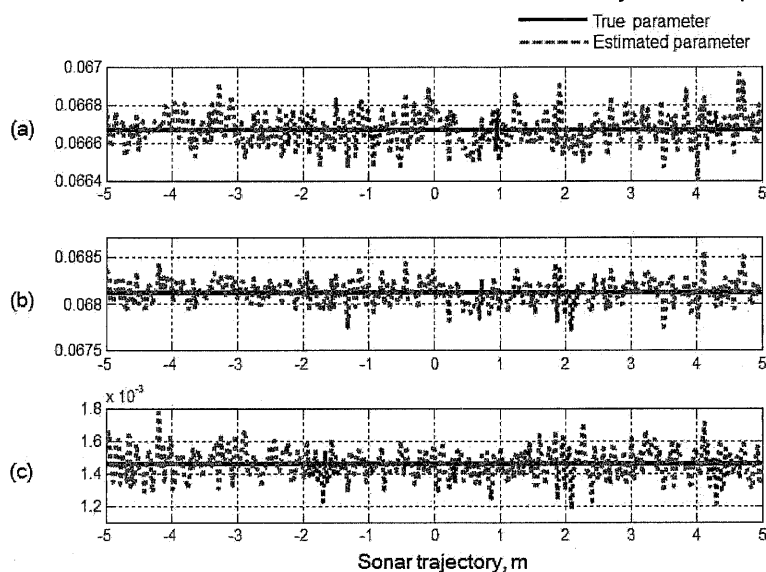 True parameter
Estimated parameter
(a)
0.067
0.0668
0.0666
0.0664
-5 -4 -3 -2 -1 0 1 2 3 4 5
(b)
0.0685
0.068
0.0675
-5 -4 -3 -2 -1 0 1 2 3 4 5
(c)
x 10⁻³
1.8
1.6
1.4
1.2
-5 -4 -3 -2 -1 0 1 2 3 4 5
Sonar trajectory, m